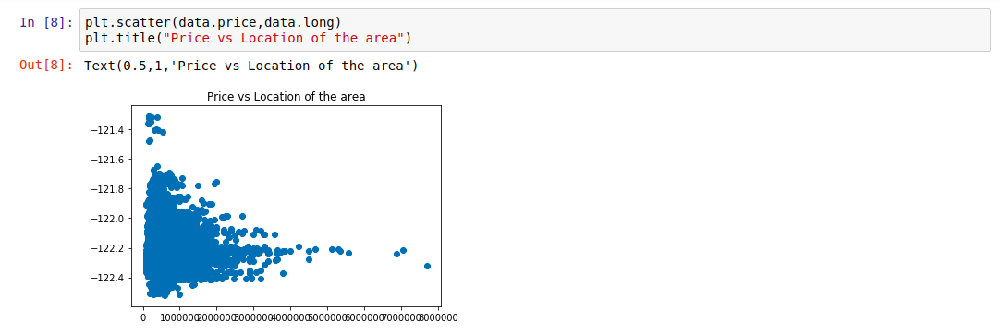 In [8]: plt.scatter(data.price,data.long)
plt.title("Price vs Location of the area")
Out[8]: Text(0.5,1,'Price vs Location of the area')
Price vs Location of the area
−121.4
−121.6
−121.8
−122.0
−122.2
−122.4
0 1000000 2000000 3000000 4000000 5000000 6000000 7000000 8000000